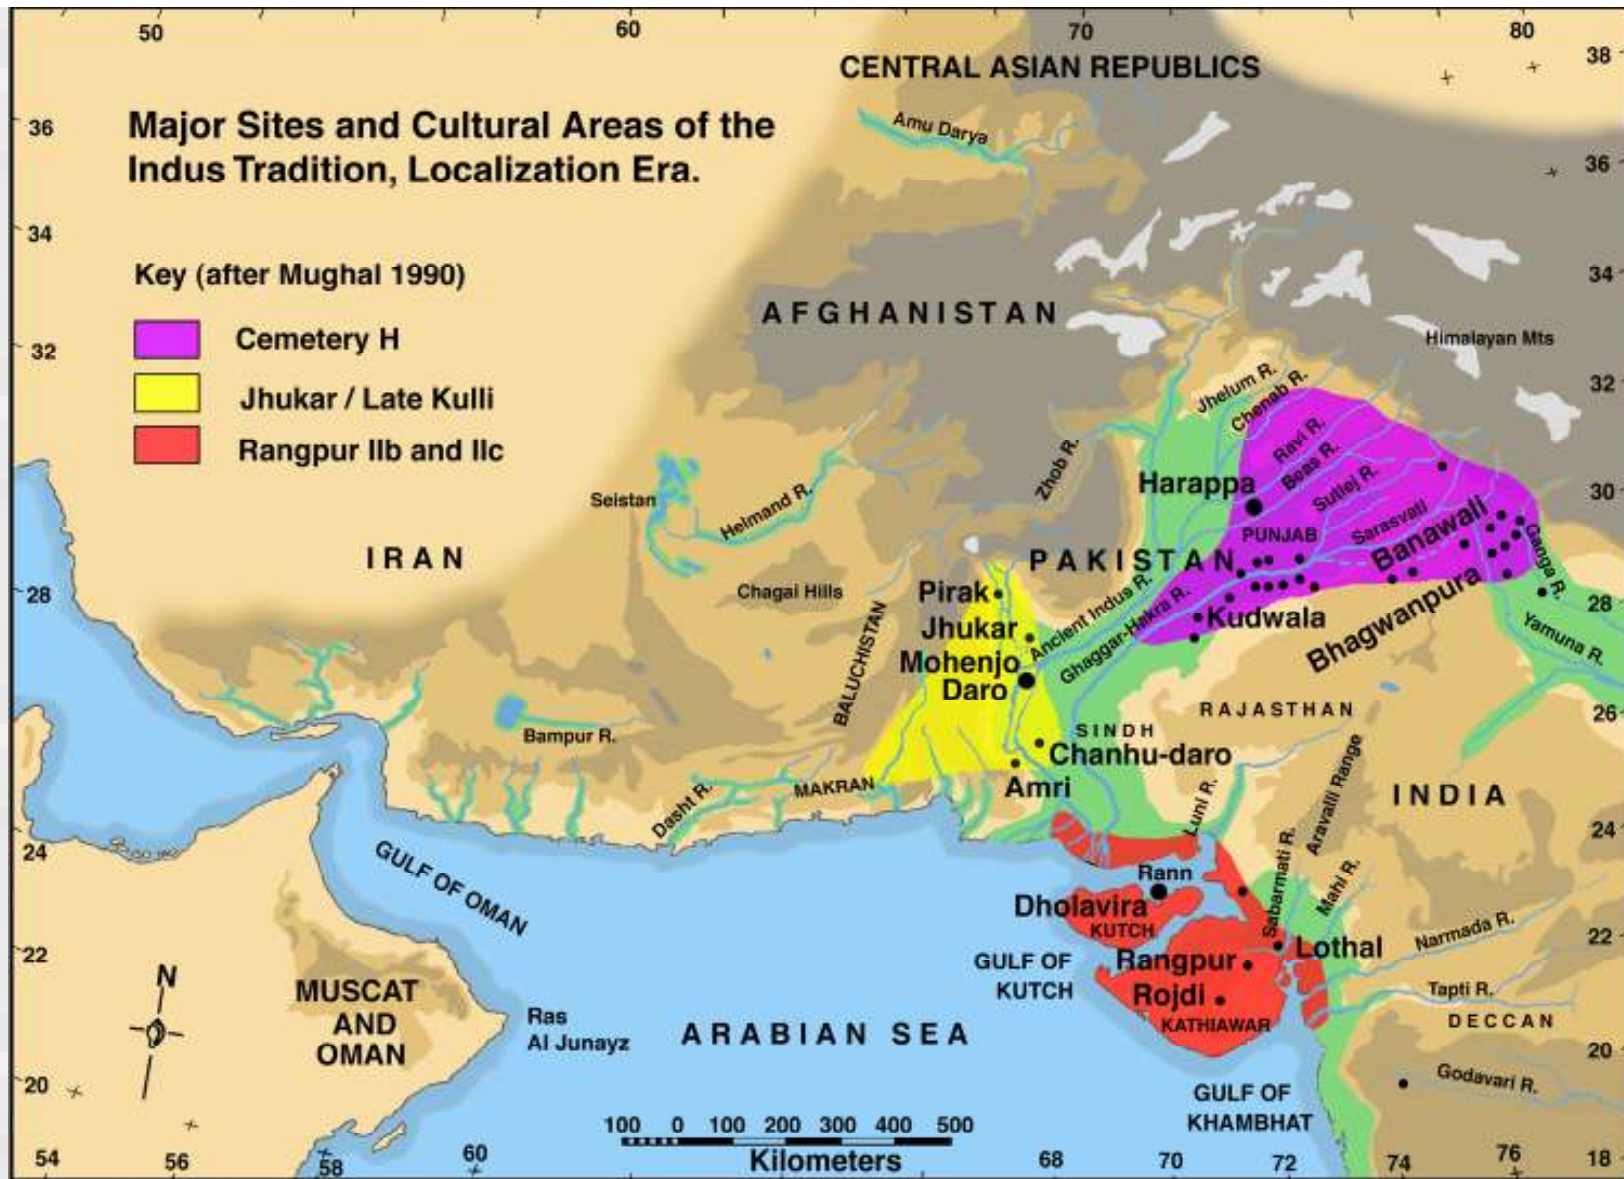 50
60
70
80
38
CENTRAL ASIAN REPUBLICS
36
Major Sites and Cultural Areas of the
Indus Tradition, Localization Era.
Amu Darya
36
34
Key (after Mughal 1990)
34
AFGHANISTAN
Cemetery H
32
Himalayan Mts
32
Jhukar / Late Kulli
Jhelum R.
Chenab R.
Rangpur IIb and IIc
Ravi R.
Beas R.
Zhob R.
Harappa
Sutlej R.
30
Seistan
Helmand R.
PUNJAB
Sarasvati
Banawali
Ganga R.
IRAN
PAKISTAN
28
Chagai Hills
Pirak
Ancient Indus R.
Ghaggar-Hakra R.
28
Jhukar
Kudwala
Bhagwanpura
Yamuna R.
BALUCHISTAN
Mohenjo
Daro
RAJASTHAN
26
Bampur R.
SINDH
Chanhu-daro
Amri
MAKRAN
Dasht R.
Luni R.
Aravalli Range
INDIA
24
24
GULF OF OMAN
Rann
Sabarmati R.
Mahi R.
Dholavira
KUTCH
Narmada R.
22
22
GULF OF
KUTCH
Rangpur
Lothal
N
MUSCAT
AND
OMAN
Rojdi
Tapti R.
Ras
Al Junayz
ARABIAN SEA
KATHIAWAR
DECCAN
20
20
Godavari R.
GULF OF
KHAMBHAT
100 0 100 200 300 400 500
Kilometers
54
56
58
60
68
70
72
74
76
18